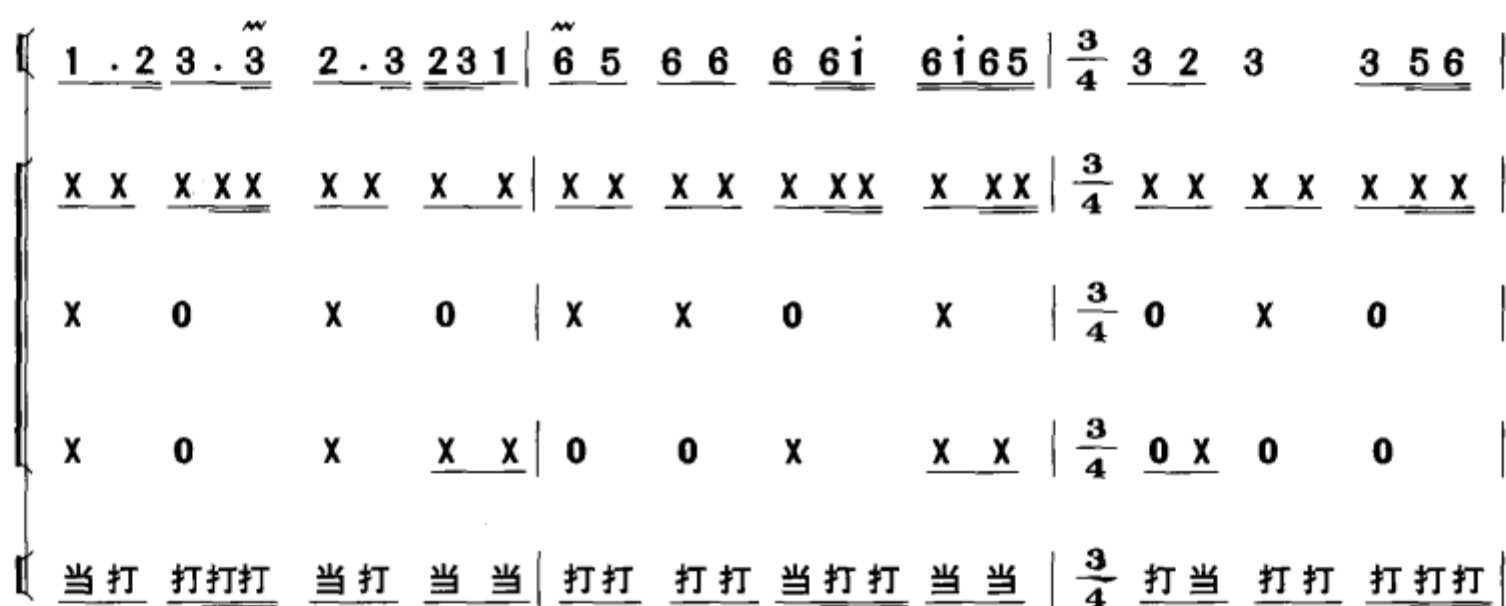 1 . 2 3 . 3 2 . 3 2 3 1 | 6 5 6 6 6 6 i 6 i 6 5 | 3/4 3 2 3 3 5 6 |
X X X X X X X X X | X X X X X X X X X X | 3/4 X X X X X X X |
X 0 X 0 | X X 0 X | 3/4 0 X 0 |
X 0 X X X | 0 0 X X X | 3/4 0 X 0 0 |
当打 打打打 当打 当 当 | 打打 打打 当打打 当 当 | 3/4 打当 打打 打打打 |